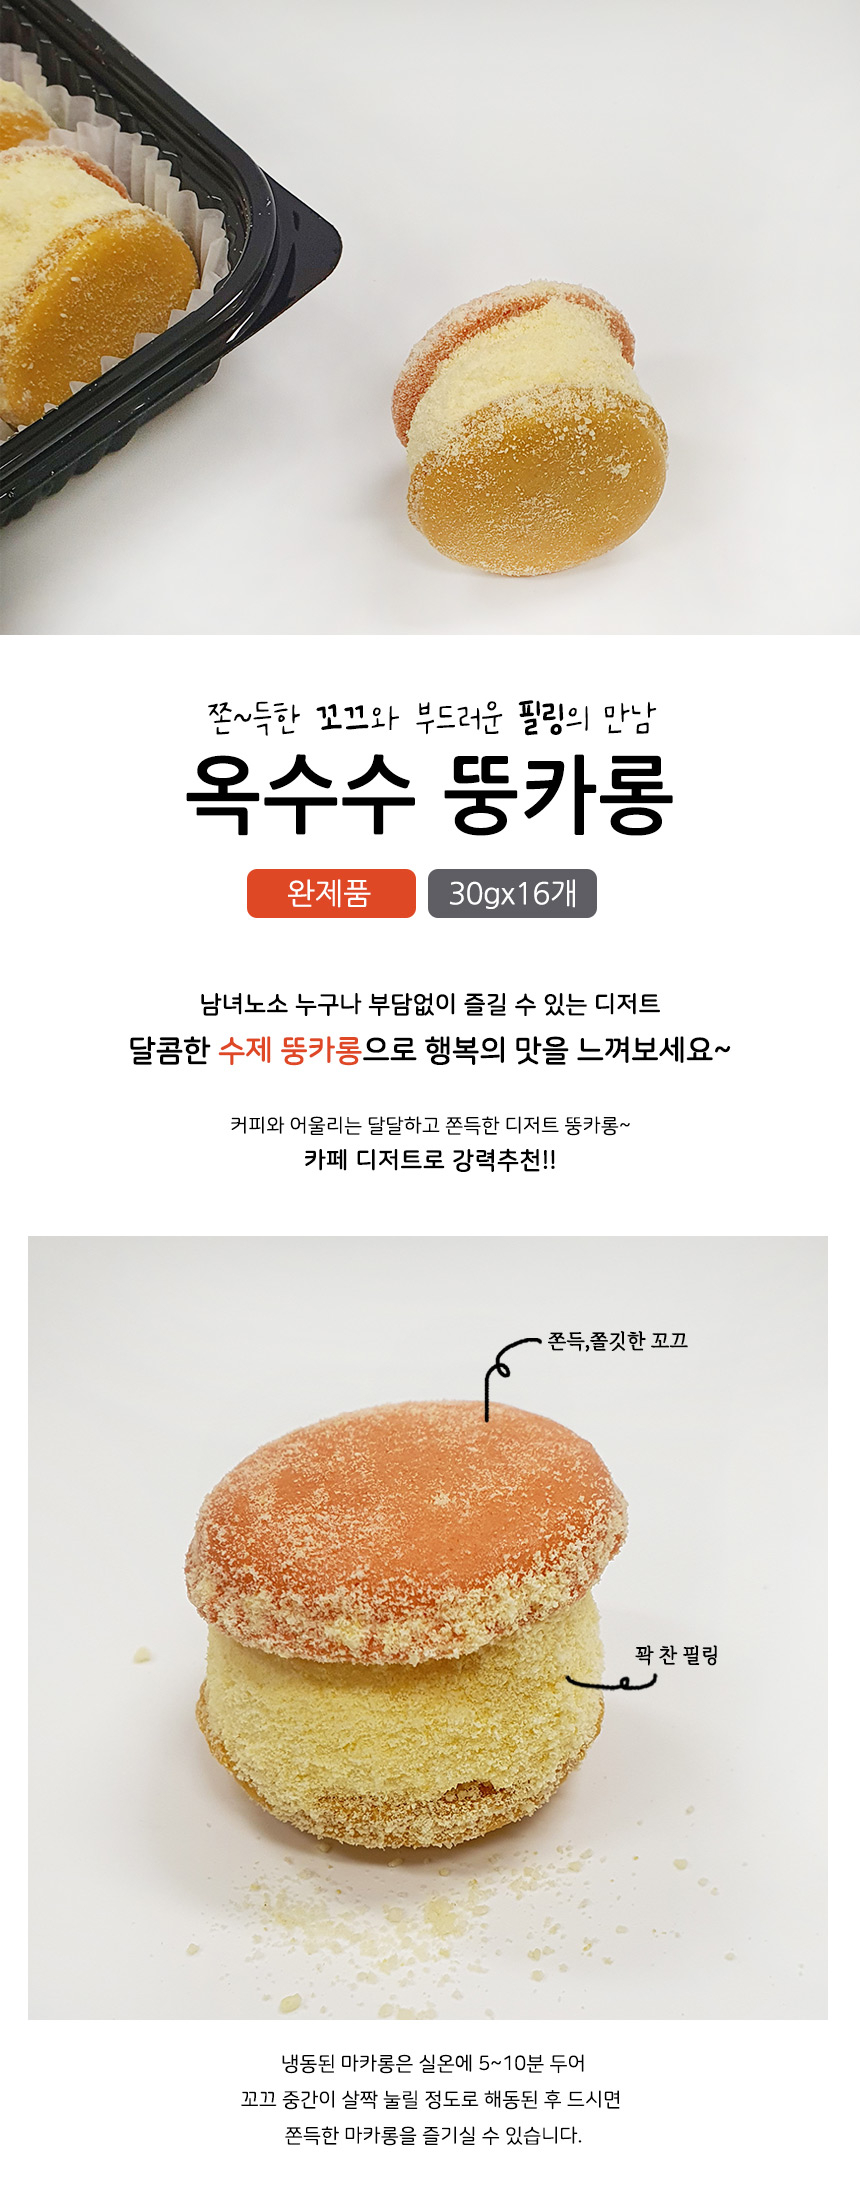 쫀~득한 꼬끄와 부드러운 필링의 만남
옥수수 뚱카롱
완제품
30gx16개
남녀노소 누구나 부담없이 즐길 수 있는 디저트
달콤한 수제 뚱카롱으로 행복의 맛을 느껴보세요~
커피와 어울리는 달달하고 쫀득한 디저트 뚱카롱~
카페 디저트로 강력추천!!
쫀득,쫄깃한 꼬끄
꽉 찬 필링
냉동된 마카롱은 실온에 5~10분 두어
꼬끄 중간이 살짝 눌릴 정도로 해동된 후 드시면
쫀득한 마카롱을 즐기실 수 있습니다.